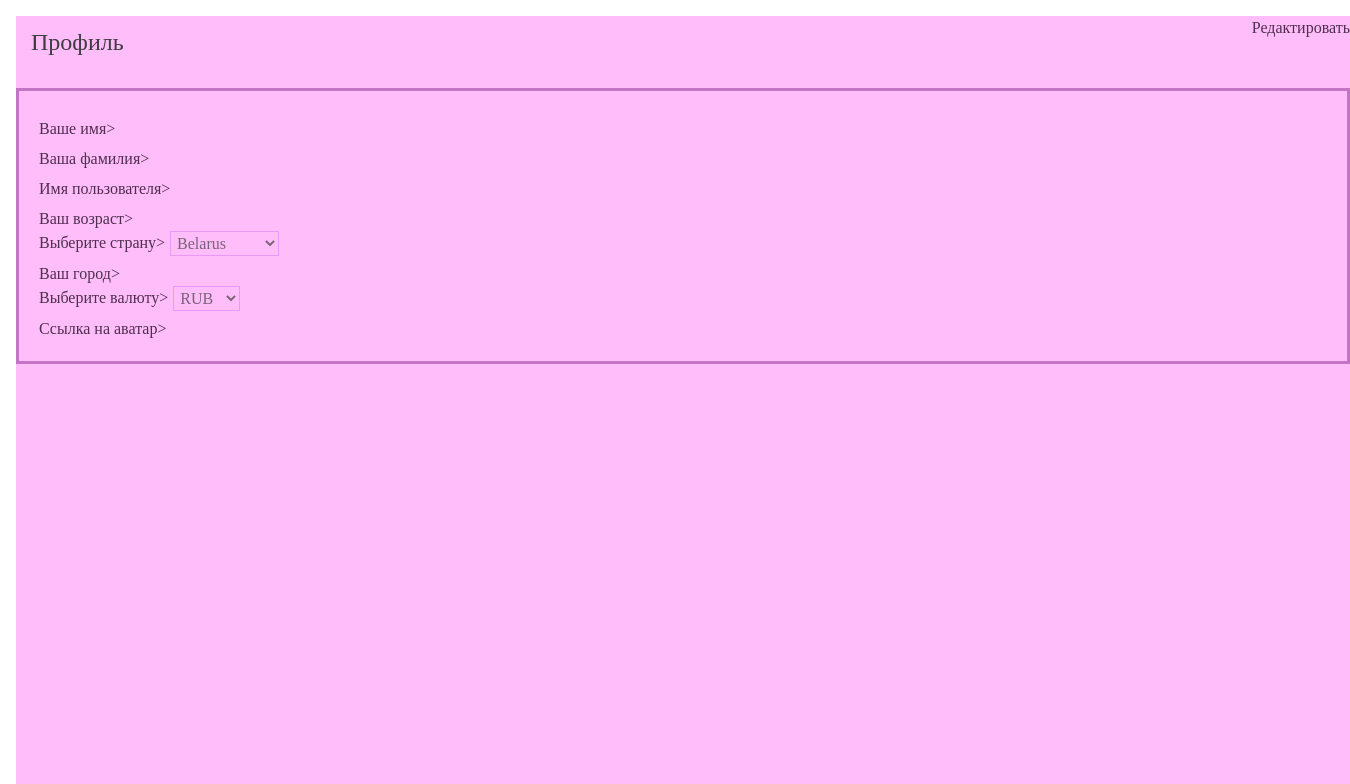 Профиль
Редактировать
Ваше имя>
Ваша фамилия>
Имя пользователя>
Ваш возраст>
Выберите страну> Belarus
Ваш город>
Выберите валюту> RUB
Ссылка на аватар>